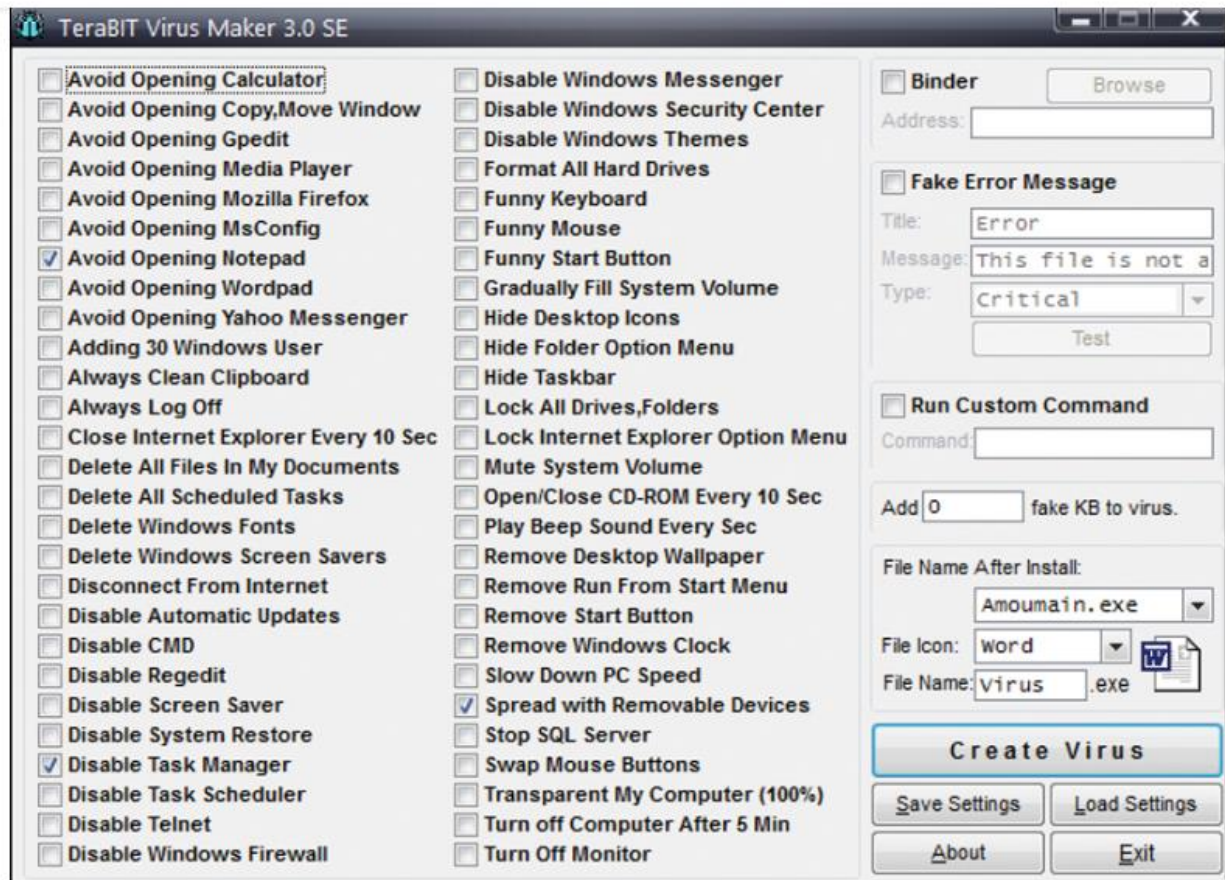 TeraBIT Virus Maker 3.0 SE
Avoid Opening Calculator
Avoid Opening Copy,Move Window
Avoid Opening Gpedit
Avoid Opening Media Player
Avoid Opening Mozilla Firefox
Avoid Opening MsConfig
Avoid Opening Notepad
Avoid Opening Wordpad
Avoid Opening Yahoo Messenger
Adding 30 Windows User
Always Clean Clipboard
Always Log Off
Close Internet Explorer Every 10 Sec
Delete All Files In My Documents
Delete All Scheduled Tasks
Delete Windows Fonts
Delete Windows Screen Savers
Disconnect From Internet
Disable Automatic Updates
Disable CMD
Disable Regedit
Disable Screen Saver
Disable System Restore
Disable Task Manager
Disable Task Scheduler
Disable Telnet
Disable Windows Firewall
Disable Windows Messenger
Disable Windows Security Center
Disable Windows Themes
Format All Hard Drives
Funny Keyboard
Funny Mouse
Funny Start Button
Gradually Fill System Volume
Hide Desktop Icons
Hide Folder Option Menu
Hide Taskbar
Lock All Drives,Folders
Lock Internet Explorer Option Menu
Mute System Volume
Open/Close CD-ROM Every 10 Sec
Play Beep Sound Every Sec
Remove Desktop Wallpaper
Remove Run From Start Menu
Remove Start Button
Remove Windows Clock
Slow Down PC Speed
Spread with Removable Devices
Stop SQL Server
Swap Mouse Buttons
Transparent My Computer (100%)
Turn off Computer After 5 Min
Turn Off Monitor
Binder Browse
Address:
Fake Error Message
Title: Error
Message: This file is not a
Type: Critical
Test
Run Custom Command
Command:
Add 0 fake KB to virus.
File Name After Install:
Amoumain.exe
File Icon: Word W
File Name: Virus .exe
Create Virus
Save Settings Load Settings
About Exit